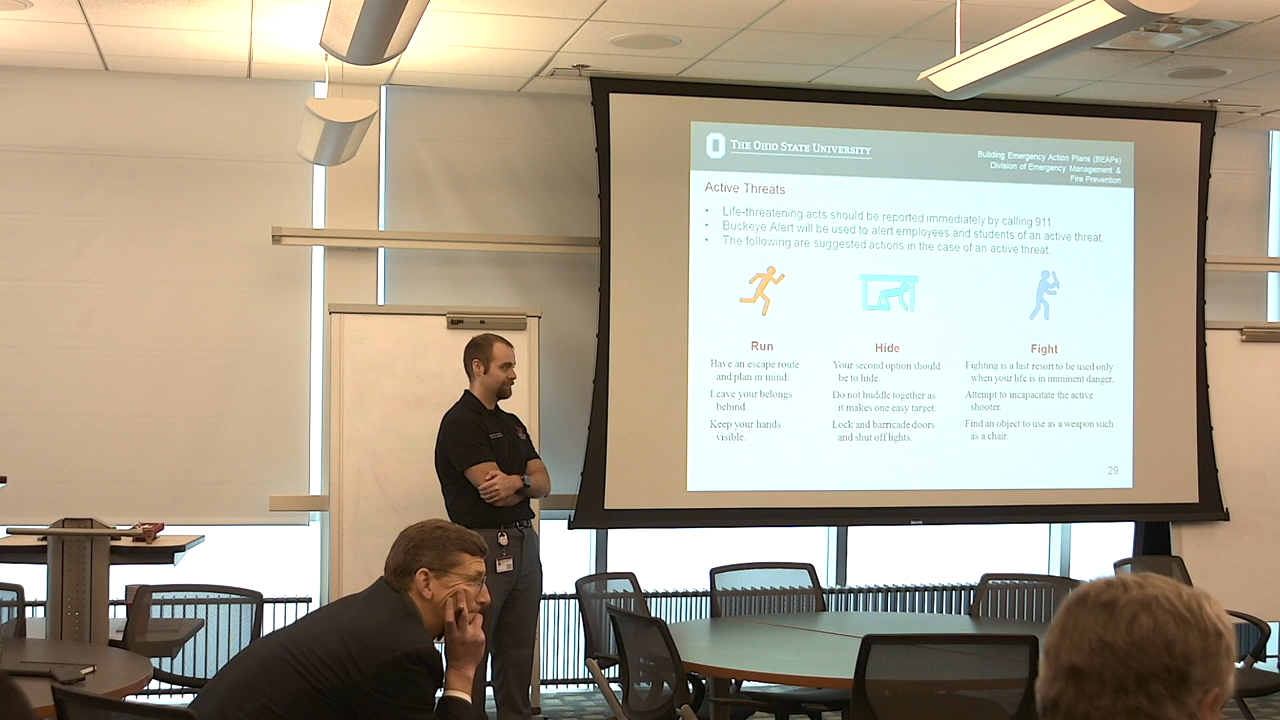 THE OHIO STATE UNIVERSITY
Building Emergency Action Plans (BEAPs)
Division of Emergency Management &
Fire Prevention
Active Threats
• Life-threatening acts should be reported immediately by calling 911.
• Buckeye Alert will be used to alert employees and students of an active threat.
• The following are suggested actions in the case of an active threat.
Run
Have an escape route
and plan in mind.
Leave your belongs
behind.
Keep your hands
visible.
Hide
Your second option should
be to hide.
Do not huddle together as
it makes one easy target.
Lock and barricade doors
and shut off lights.
Fight
Fighting is a last resort to be used only
when your life is in imminent danger.
Attempt to incapacitate the active
shooter.
Find an object to use as a weapon such
as a chair.
29